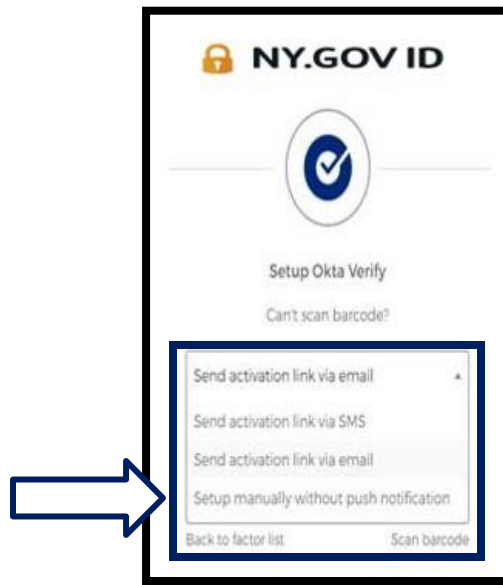 NY.GOV ID
Setup Okta Verify
Can't scan barcode?
Send activation link via email
Send activation link via SMS
Send activation link via email
Setup manually without push notification
Back to factor list Scan barcode